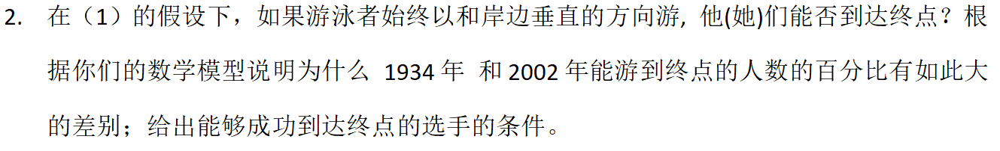 2. 在（1）的假设下，如果游泳者始终以和岸边垂直的方向游, 他(她)们能否到达终点？根
据你们的数学模型说明为什么 1934 年 和 2002 年能游到终点的人数的百分比有如此大
的差别；给出能够成功到达终点的选手的条件。